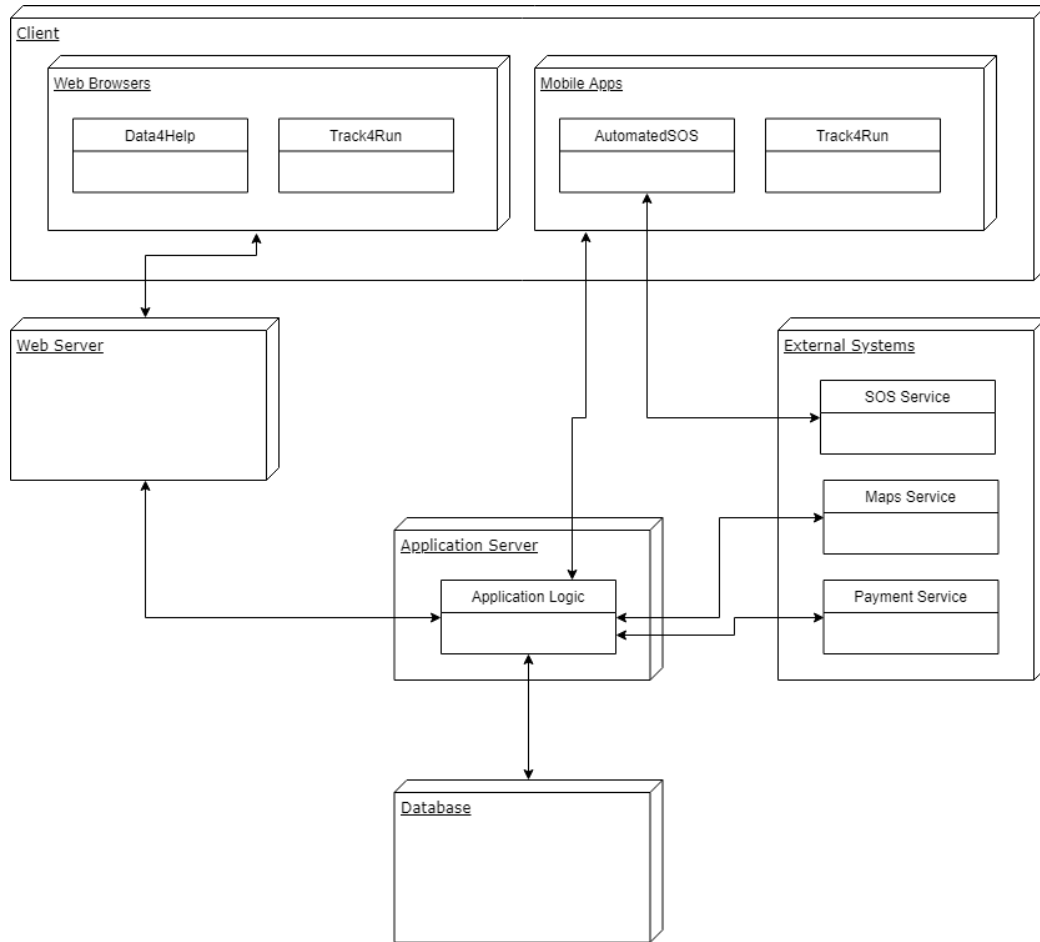 Client
Web Browsers
Mobile Apps
Data4Help
Track4Run
AutomatedSOS
Track4Run
Web Server
External Systems
SOS Service
Maps Service
Application Server
Application Logic
Payment Service
Database